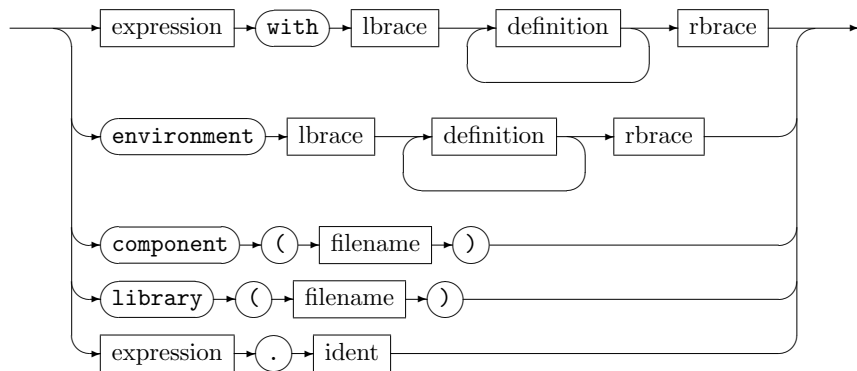 expression with lbrace definition rbrace
environment lbrace definition rbrace
component ( filename )
library ( filename )
expression . ident